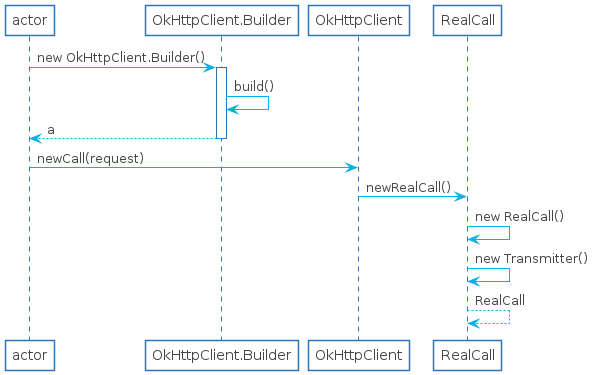 actor OkHttpClient.Builder OkHttpClient RealCall
new OkHttpClient.Builder()
build()
a
newCall(request)
newRealCall()
new RealCall()
new Transmitter()
RealCall
actor OkHttpClient.Builder OkHttpClient RealCall